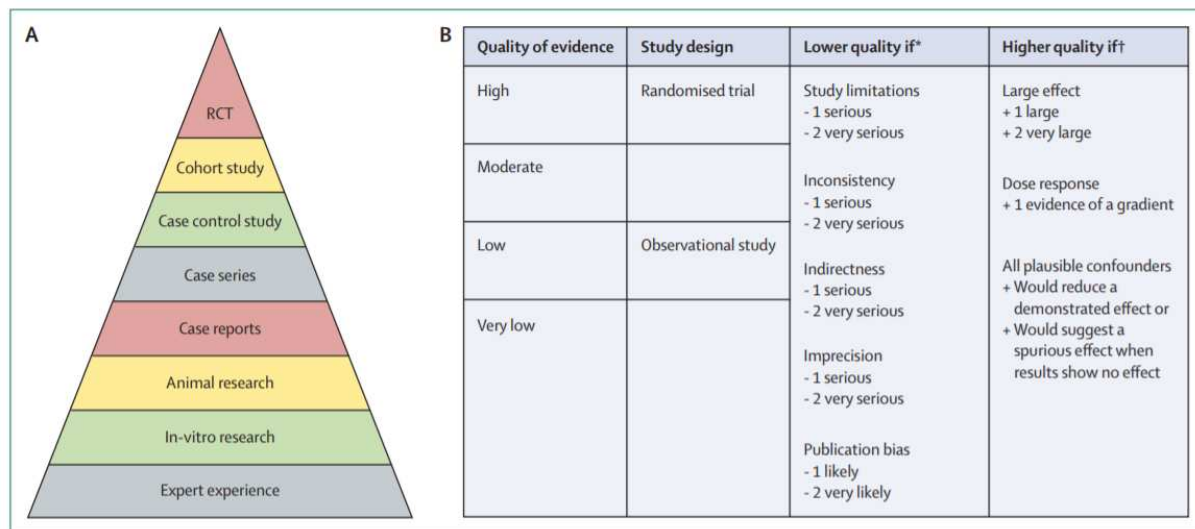 A
RCT
Cohort study
Case control study
Case series
Case reports
Animal research
In-vitro research
Expert experience
B
Quality of evidence
Study design
Lower quality if*
Higher quality if†
High
Randomised trial
Study limitations
- 1 serious
- 2 very serious
Large effect
+ 1 large
+ 2 very large
Moderate
Inconsistency
- 1 serious
- 2 very serious
Dose response
+ 1 evidence of a gradient
Low
Observational study
Indirectness
- 1 serious
- 2 very serious
All plausible confounders
+ Would reduce a
demonstrated effect or
+ Would suggest a
spurious effect when
results show no effect
Very low
Imprecision
- 1 serious
- 2 very serious
Publication bias
- 1 likely
- 2 very likely